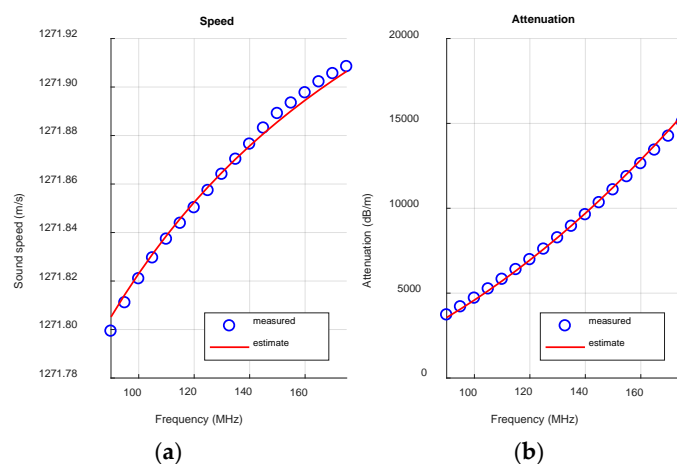 Speed
1271.92
1271.90
1271.88
1271.86
1271.84
1271.82
1271.80
1271.78
Sound speed (m/s)
measured
estimate
100 120 140 160
Frequency (MHz)
(a)
Attenuation
20000
15000
10000
5000
0
Attenuation (dB/m)
measured
estimate
100 120 140 160
Frequency (MHz)
(b)